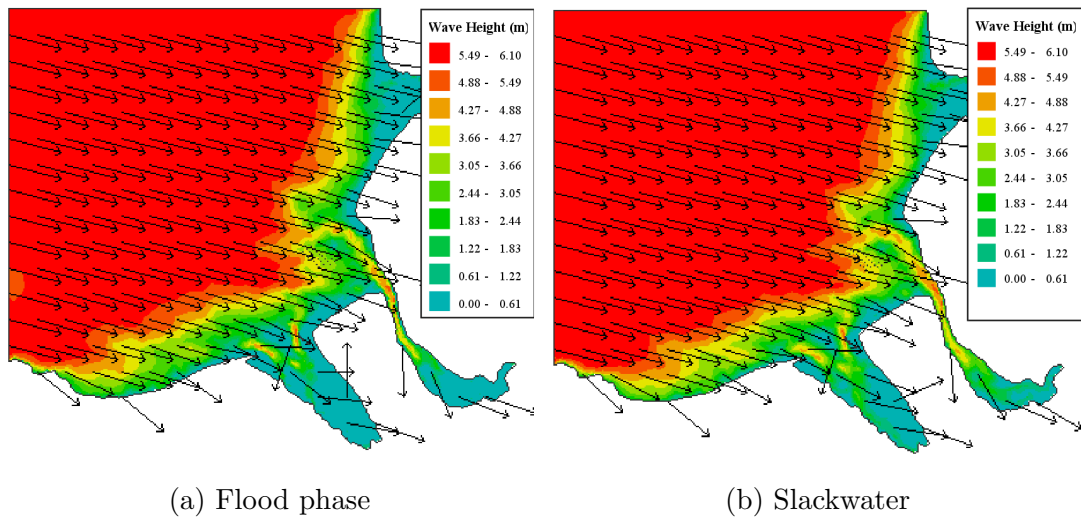 Wave Height (m)
5.49 - 6.10
4.88 - 5.49
4.27 - 4.88
3.66 - 4.27
3.05 - 3.66
2.44 - 3.05
1.83 - 2.44
1.22 - 1.83
0.61 - 1.22
0.00 - 0.61
Wave Height (m)
5.49 - 6.10
4.88 - 5.49
4.27 - 4.88
3.66 - 4.27
3.05 - 3.66
2.44 - 3.05
1.83 - 2.44
1.22 - 1.83
0.61 - 1.22
0.00 - 0.61
(a) Flood phase
(b) Slackwater